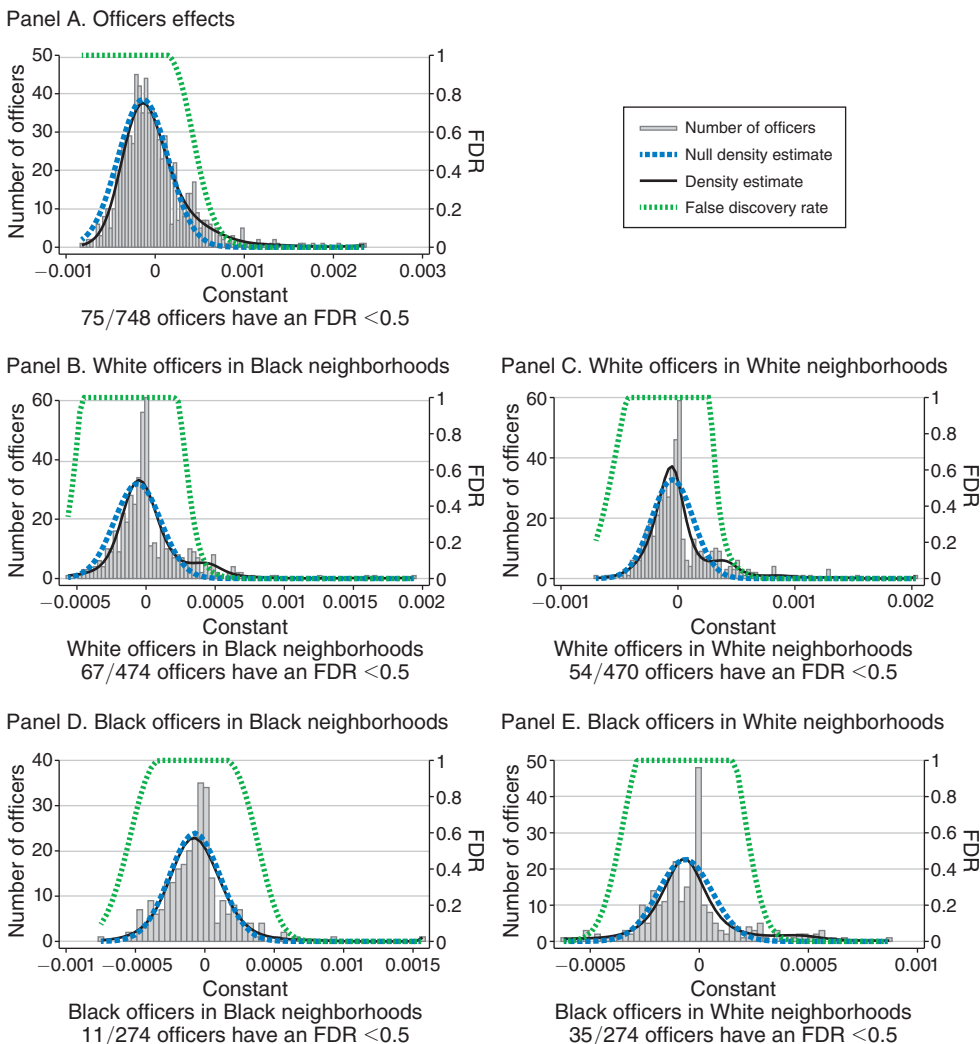 Panel A. Officers effects
Number of officers
50
40
30
20
10
0
1
0.8
0.6
0.4
0.2
0
FDR
−0.001 0 0.001 0.002 0.003
Constant
75/748 officers have an FDR <0.5
Number of officers
Null density estimate
Density estimate
False discovery rate
Panel B. White officers in Black neighborhoods
Number of officers
60
40
20
0
1
0.8
0.6
0.4
0.2
0
FDR
−0.0005 0 0.0005 0.001 0.0015 0.002
Constant
White officers in Black neighborhoods
67/474 officers have an FDR <0.5
Panel C. White officers in White neighborhoods
Number of officers
60
40
20
0
1
0.8
0.6
0.4
0.2
0
FDR
−0.001 0 0.001 0.002
Constant
White officers in White neighborhoods
54/470 officers have an FDR <0.5
Panel D. Black officers in Black neighborhoods
Number of officers
40
30
20
10
0
1
0.8
0.6
0.4
0.2
0
FDR
−0.001 −0.0005 0 0.0005 0.001 0.0015
Constant
Black officers in Black neighborhoods
11/274 officers have an FDR <0.5
Panel E. Black officers in White neighborhoods
Number of officers
50
40
30
20
10
0
1
0.8
0.6
0.4
0.2
0
FDR
−0.0005 0 0.0005 0.001
Constant
Black officers in White neighborhoods
35/274 officers have an FDR <0.5